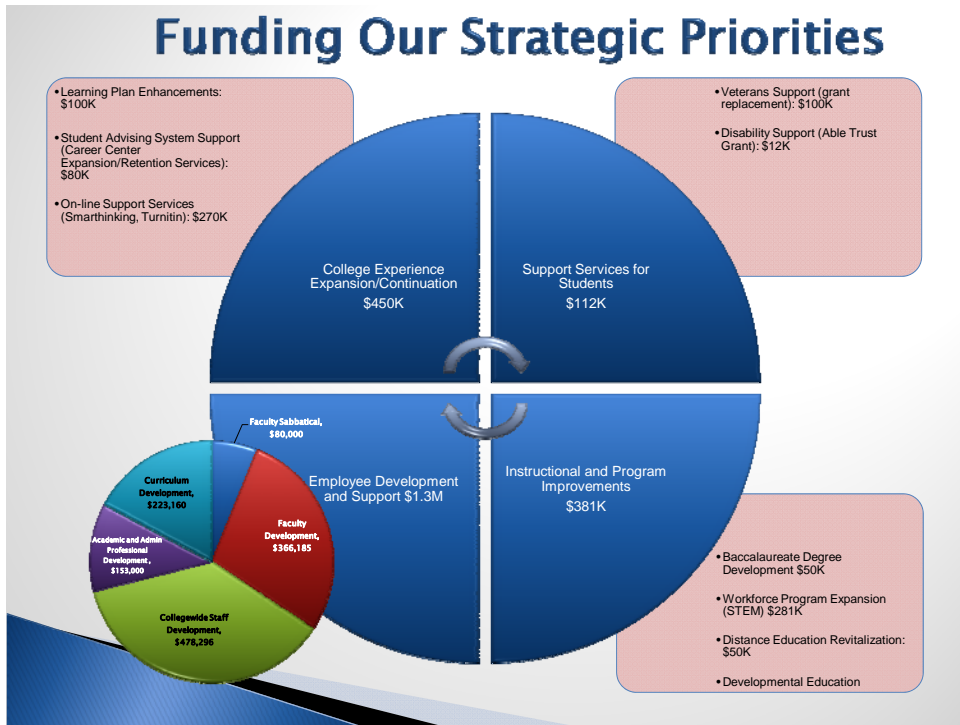 Funding Our Strategic Priorities
•Learning Plan Enhancements:
$100K
•Student Advising System Support
(Career Center
Expansion/Retention Services):
$80K
•On-line Support Services
(Smarthinking, Turnitin): $270K
•Veterans Support (grant
replacement): $100K
•Disability Support (Able Trust
Grant): $12K
College Experience
Expansion/Continuation
$450K
Support Services for
Students
$112K
Employee Development
and Support $1.3M
Instructional and Program
Improvements
$381K
Faculty Sabbatical,
$80,000
Faculty
Development,
$366,185
Collegewide Staff
Development,
$478,296
Academic and Admin
Professional
Development ,
$153,000
Curriculum
Development,
$223,160
•Baccalaureate Degree
Development $50K
•Workforce Program Expansion
(STEM) $281K
•Distance Education Revitalization:
$50K
•Developmental Education